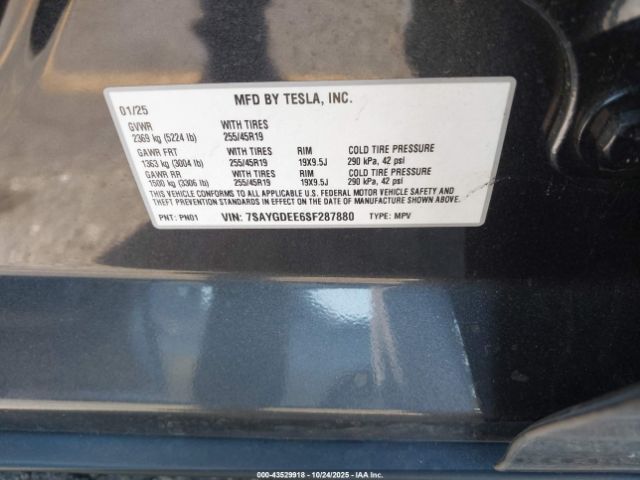 01/25 MFD BY TESLA, INC.
GVWR WITH TIRES
2369 kg (5224 lb) 255/45R19
GAWR FRT WITH TIRES RIM COLD TIRE PRESSURE
1363 kg (3004 lb) 255/45R19 19X9.5J 290 kPa, 42 psi
GAWR RR WITH TIRES RIM COLD TIRE PRESSURE
1500 kg (3306 lb) 255/45R19 19X9.5J 290 kPa, 42 psi
THIS VEHICLE CONFORMS TO ALL APPLICABLE U.S. FEDERAL MOTOR VEHICLE SAFETY AND
THEFT PREVENTION STANDARDS IN EFFECT ON THE DATE OF MANUFACTURE SHOWN ABOVE.
PNT: PN01 VIN: 7SAYGDEE6SF287880 TYPE: MPV
000-43529918 | 10/24/2025 | IAA Inc.